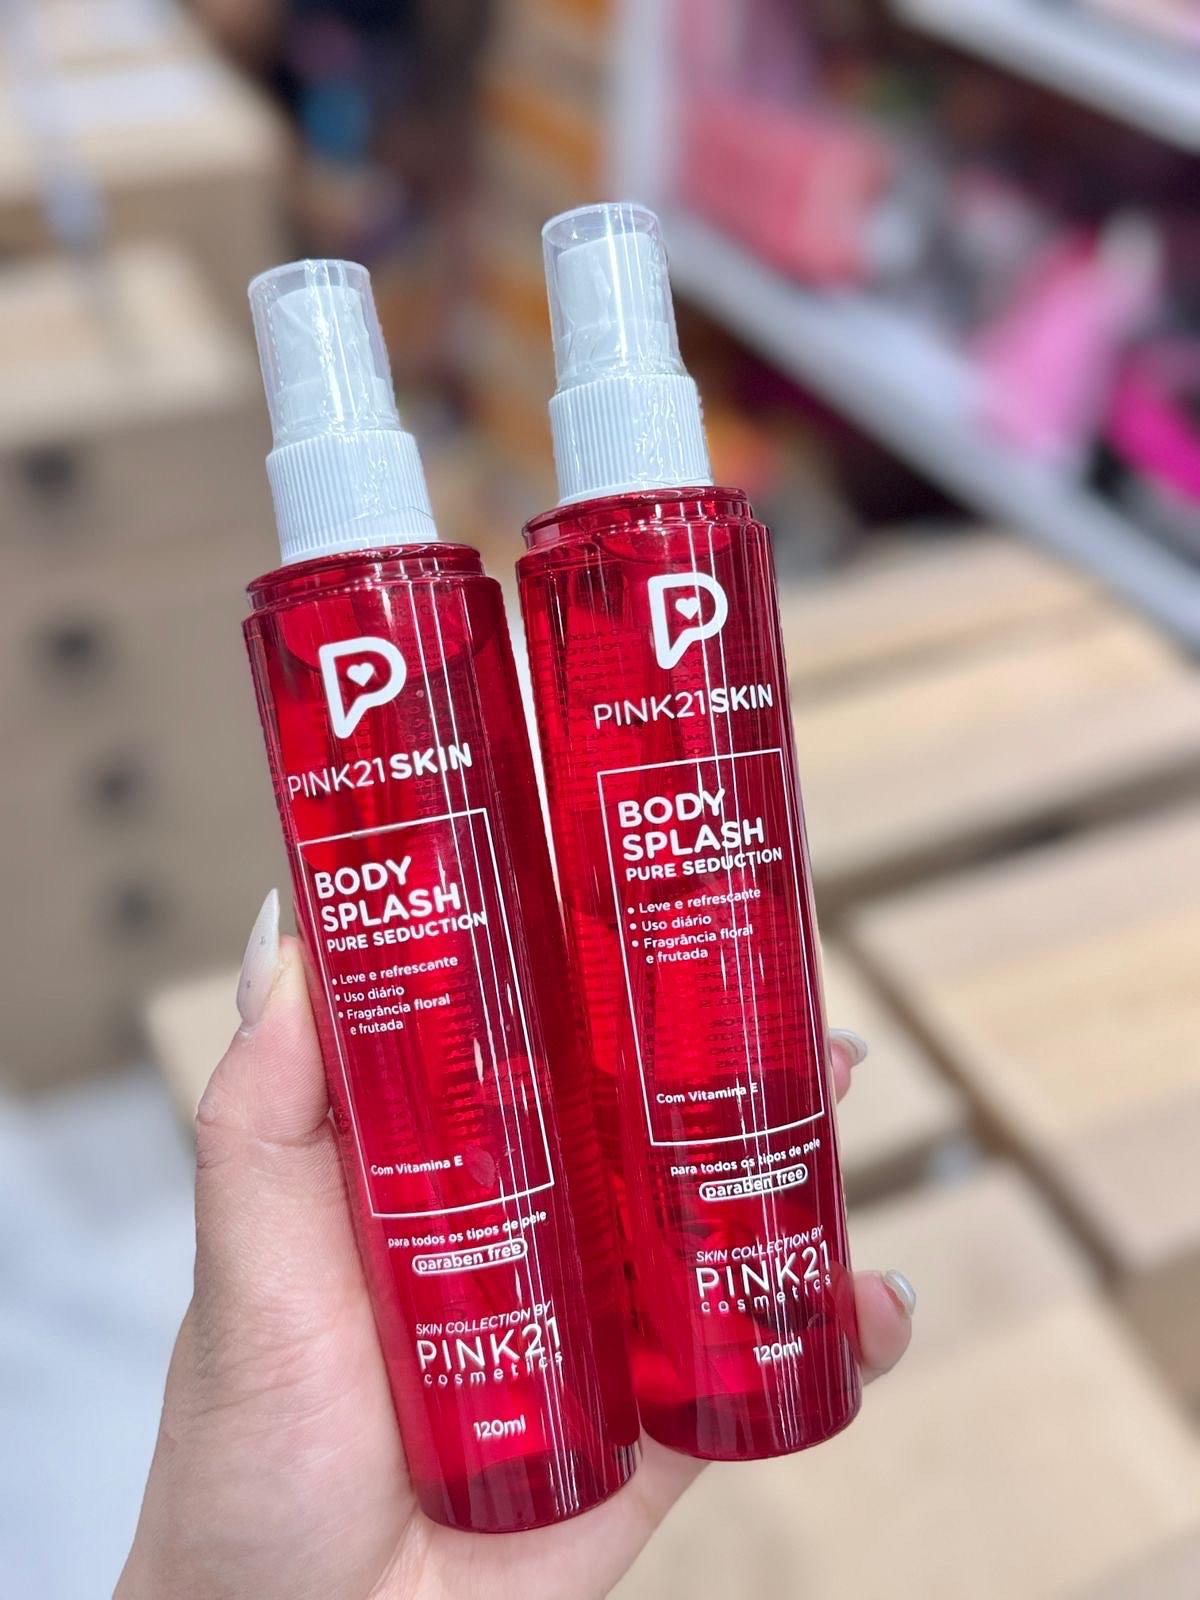 PINK21SKIN
BODY
SPLASH
PURE SEDUCTION
• Leve e refrescante
• Uso diário
• Fragrância floral
e frutada
Com Vitamina E
para todos os tipos de pele
paraben free
SKIN COLLECTION BY
PINK21
cosmetics
120ml
PINK21SKIN
BODY
SPLASH
PURE SEDUCTION
• Leve e refrescante
• Uso diário
• Fragrância floral
e frutada
Com Vitamina E
para todos os tipos de pele
paraben free
SKIN COLLECTION BY
PINK21
cosmetics
120ml